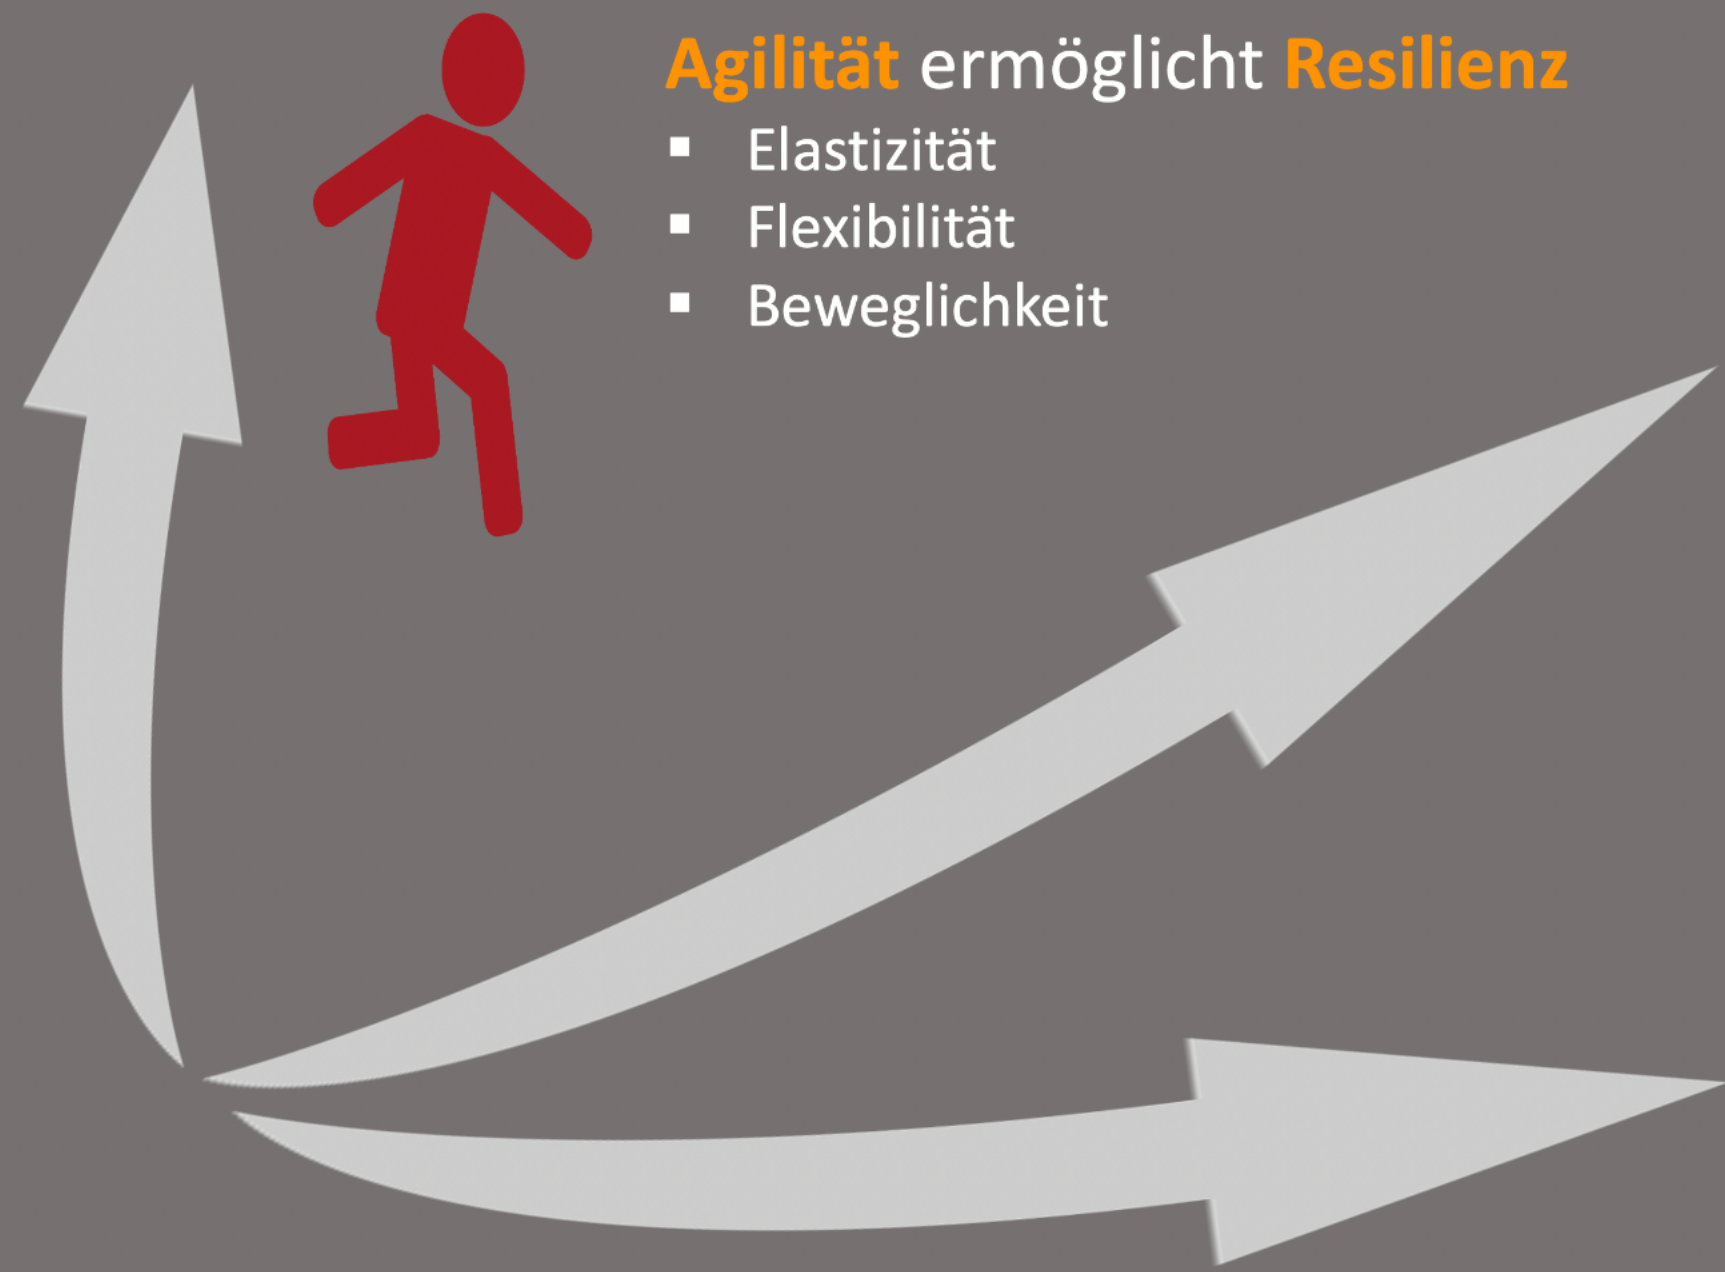 Agilität ermöglicht Resilienz
▪ Elastizität
▪ Flexibilität
▪ Beweglichkeit